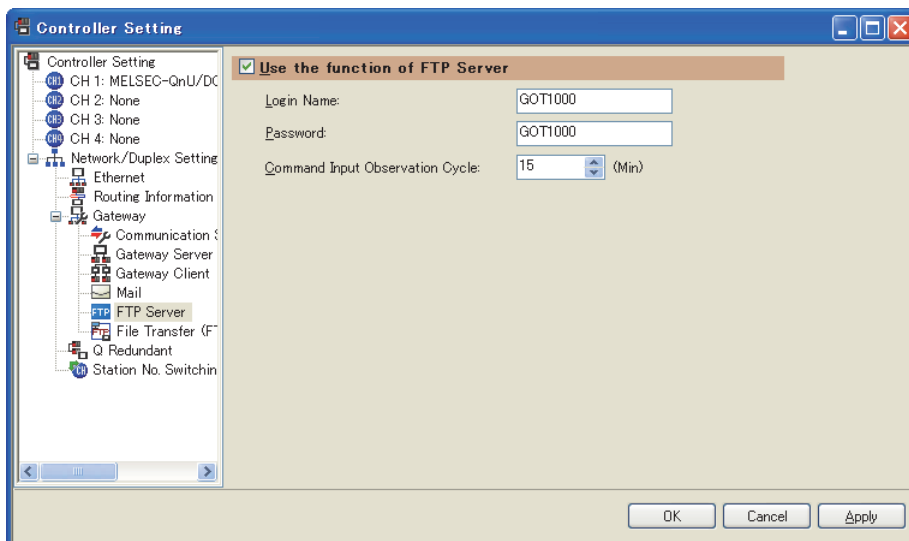 Controller Setting
Controller Setting
CH 1: MELSEC-QnU/DC
CH 2: None
CH 3: None
CH 4: None
Network/Duplex Setting
Ethernet
Routing Information
Gateway
Communication S
Gateway Server
Gateway Client
Mail
FTP FTP Server
File Transfer (FT
Q Redundant
Station No. Switchin
Use the function of FTP Server
Login Name: GOT1000
Password: GOT1000
Command Input Observation Cycle: 15 (Min)
OK Cancel Apply